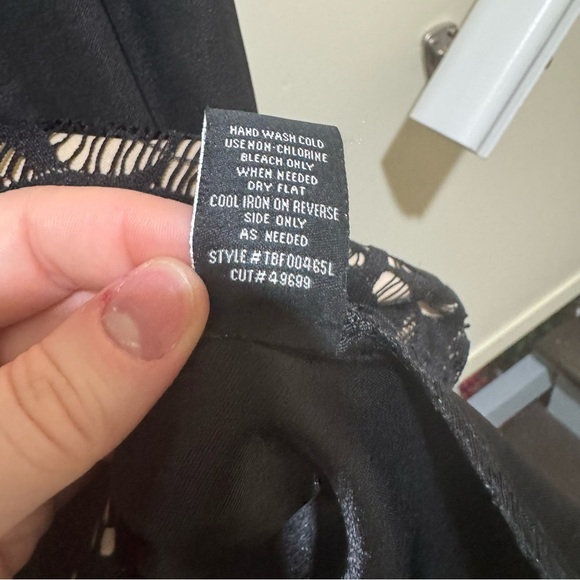 HAND WASH COLD
USE NON-CHLORINE
BLEACH ONLY
WHEN NEEDED
DRY FLAT
COOL IRON ON REVERSE
SIDE ONLY
AS NEEDED
STYLE# TBF00465L
CUT# 49699